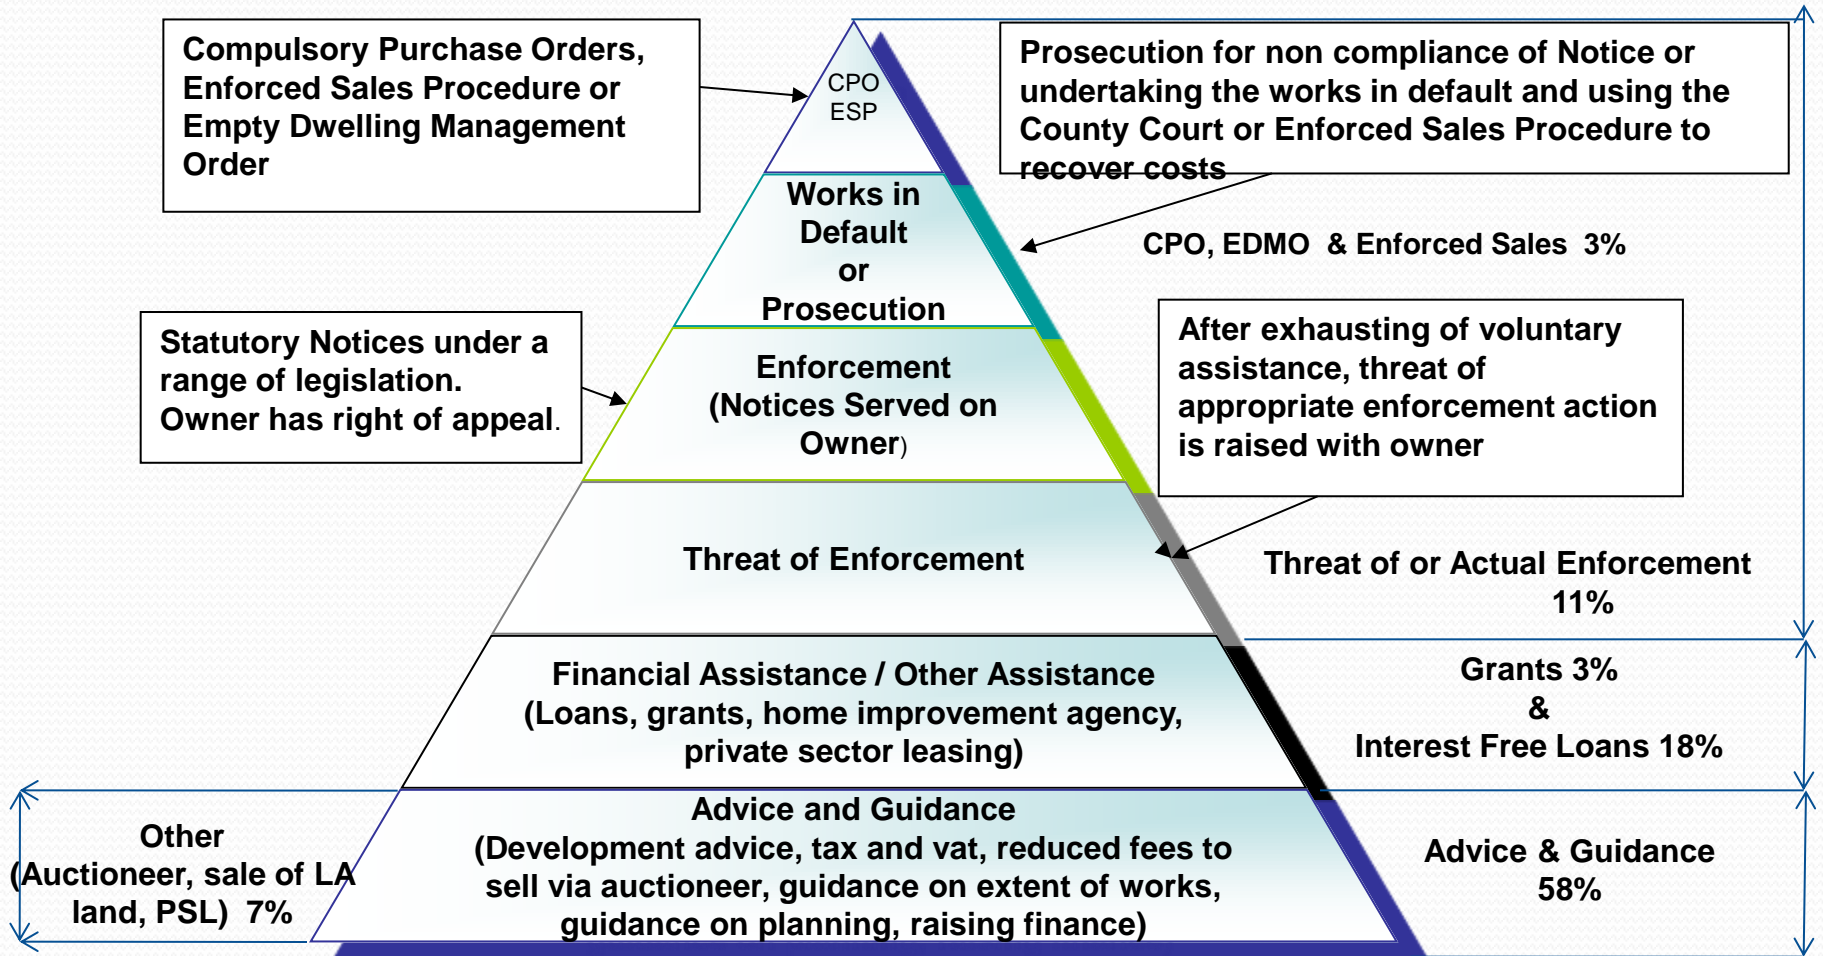 Compulsory Purchase Orders,
Enforced Sales Procedure or
Empty Dwelling Management
Order
CPO
ESP
Prosecution for non compliance of Notice or
undertaking the works in default and using the
County Court or Enforced Sales Procedure to
recover costs
Works in
Default
or
Prosecution
CPO, EDMO & Enforced Sales 3%
Statutory Notices under a
range of legislation.
Owner has right of appeal.
Enforcement
(Notices Served on
Owner)
After exhausting of voluntary
assistance, threat of
appropriate enforcement action
is raised with owner
Threat of Enforcement
Threat of or Actual Enforcement
11%
Financial Assistance / Other Assistance
(Loans, grants, home improvement agency,
private sector leasing)
Grants 3%
&
Interest Free Loans 18%
Other
(Auctioneer, sale of LA
land, PSL) 7%
Advice and Guidance
(Development advice, tax and vat, reduced fees to
sell via auctioneer, guidance on extent of works,
guidance on planning, raising finance)
Advice & Guidance
58%